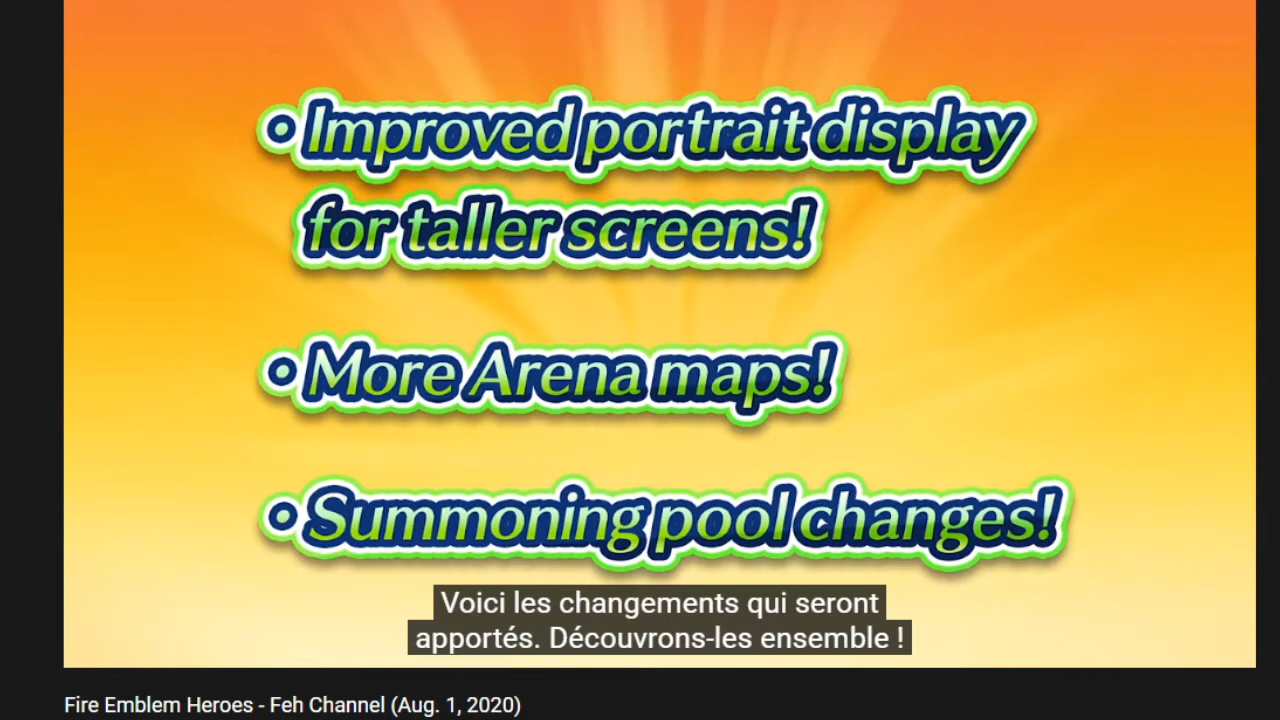 • Improved portrait display
for taller screens!
• More Arena maps!
• Summoning pool changes!
Voici les changements qui seront
apportés. Découvrons-les ensemble !
Fire Emblem Heroes - Feh Channel (Aug. 1, 2020)